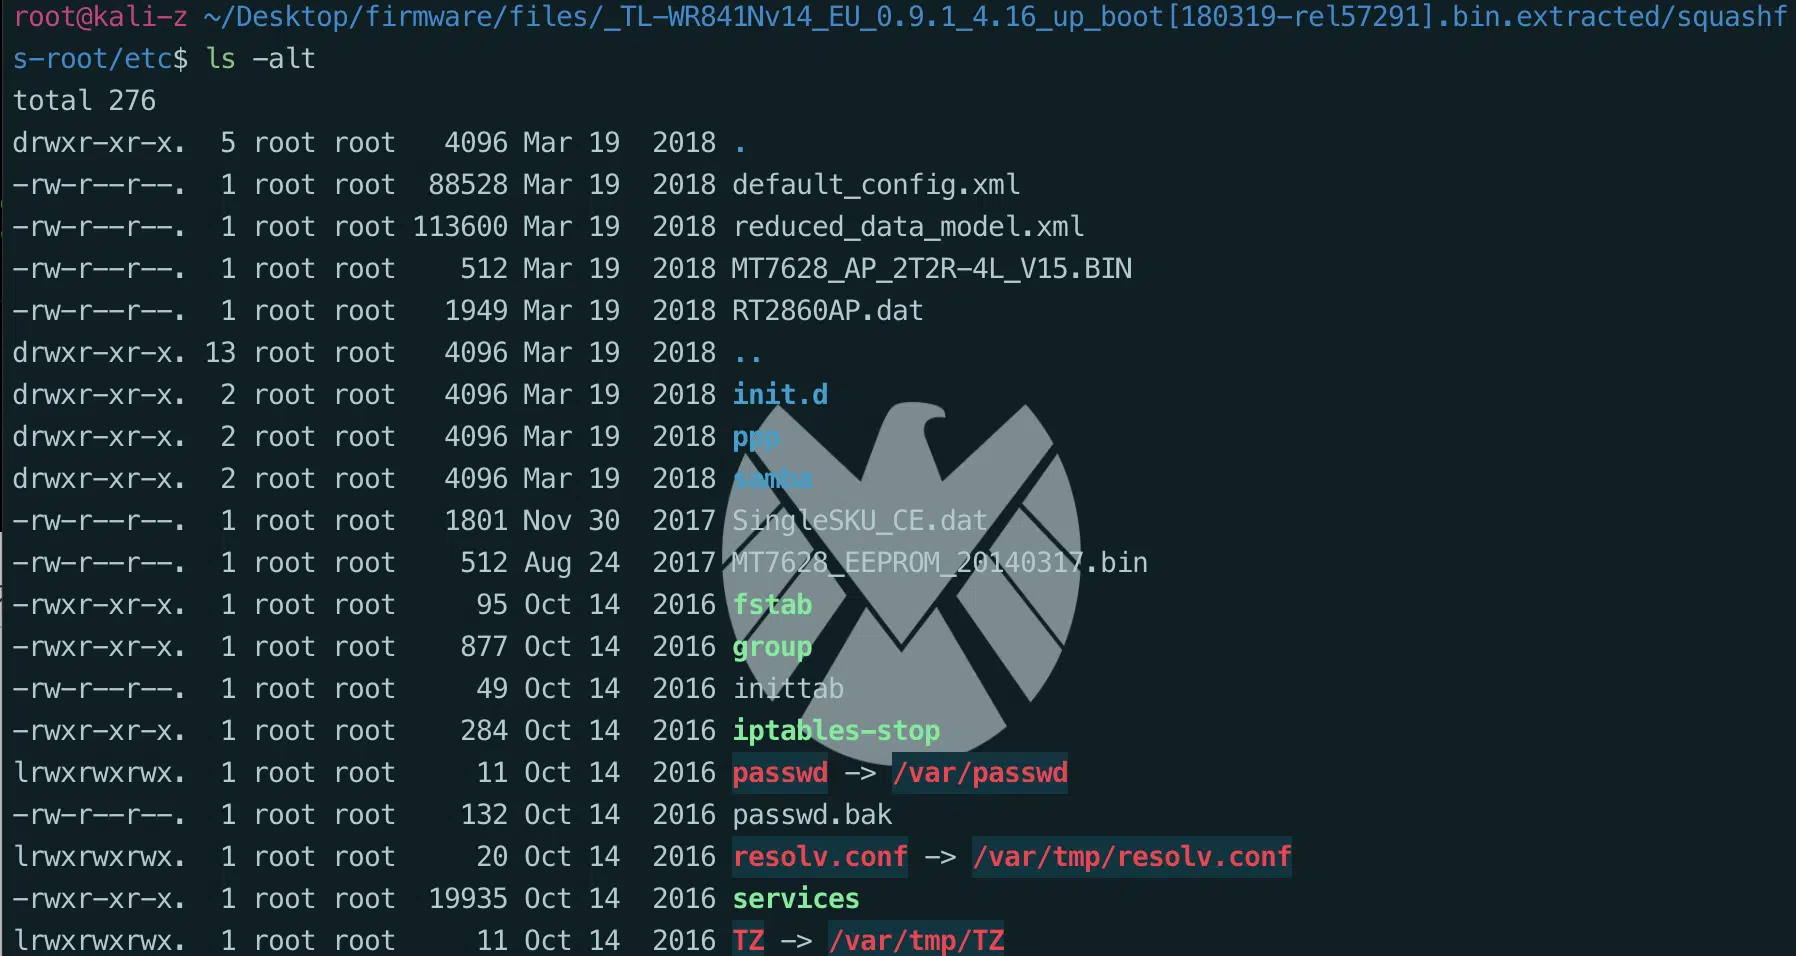 root@kali-z ~/Desktop/firmware/files/_TL-WR841Nv14_EU_0.9.1_4.16_up_boot[180319-rel57291].bin.extracted/squashf
s-root/etc$ ls -alt
total 276
drwxr-xr-x.  5 root root   4096 Mar 19  2018 .
-rw-r--r--.  1 root root  88528 Mar 19  2018 default_config.xml
-rw-r--r--.  1 root root 113600 Mar 19  2018 reduced_data_model.xml
-rw-r--r--.  1 root root    512 Mar 19  2018 MT7628_AP_2T2R-4L_V15.BIN
-rw-r--r--.  1 root root   1949 Mar 19  2018 RT2860AP.dat
drwxr-xr-x. 13 root root   4096 Mar 19  2018 ..
drwxr-xr-x.  2 root root   4096 Mar 19  2018 init.d
drwxr-xr-x.  2 root root   4096 Mar 19  2018 ppp
drwxr-xr-x.  2 root root   4096 Mar 19  2018 samba
-rw-r--r--.  1 root root   1801 Nov 30  2017 SingleSKU_CE.dat
-rw-r--r--.  1 root root    512 Aug 24  2017 MT7628_EEPROM_20140317.bin
-rwxr-xr-x.  1 root root     95 Oct 14  2016 fstab
-rwxr-xr-x.  1 root root    877 Oct 14  2016 group
-rw-r--r--.  1 root root     49 Oct 14  2016 inittab
-rwxr-xr-x.  1 root root    284 Oct 14  2016 iptables-stop
lrwxrwxrwx.  1 root root     11 Oct 14  2016 passwd -> /var/passwd
-rw-r--r--.  1 root root    132 Oct 14  2016 passwd.bak
lrwxrwxrwx.  1 root root     20 Oct 14  2016 resolv.conf -> /var/tmp/resolv.conf
-rwxr-xr-x.  1 root root  19935 Oct 14  2016 services
lrwxrwxrwx.  1 root root     11 Oct 14  2016 TZ -> /var/tmp/TZ